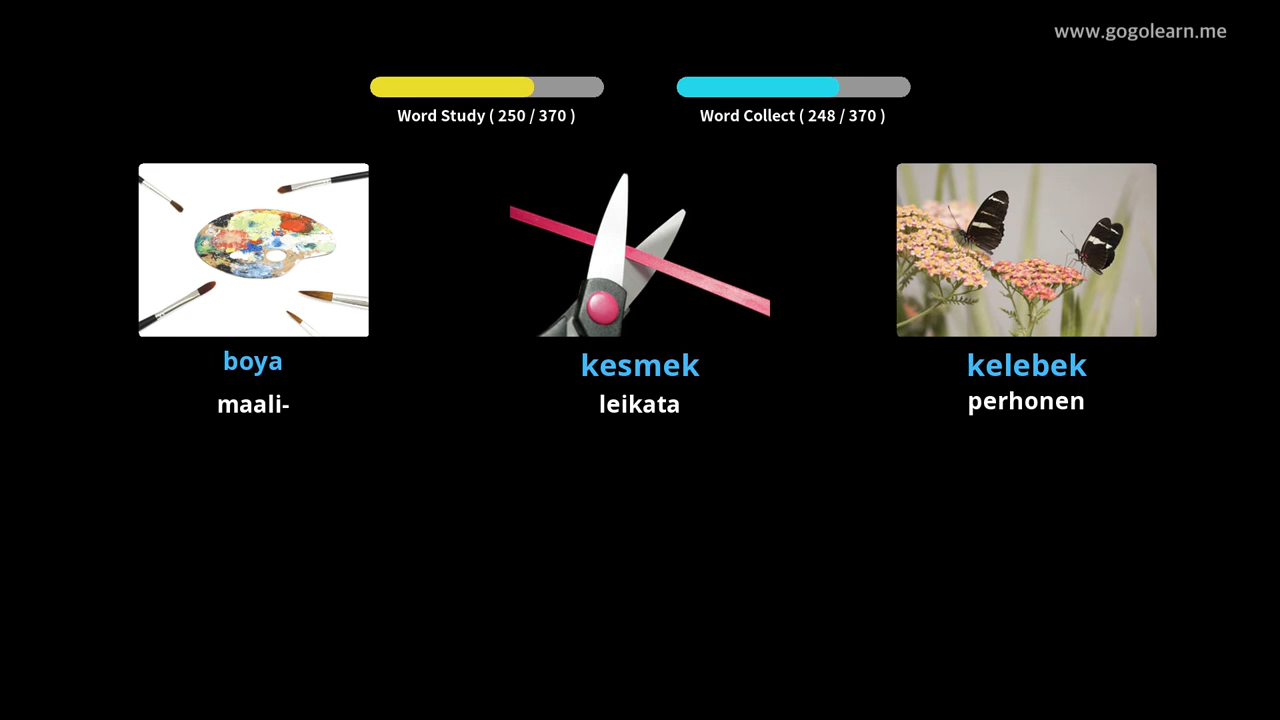 www.gogolearn.me
Word Study ( 250 / 370 )
Word Collect ( 248 / 370 )
boya
maali-
kesmek
leikata
kelebek
perhonen